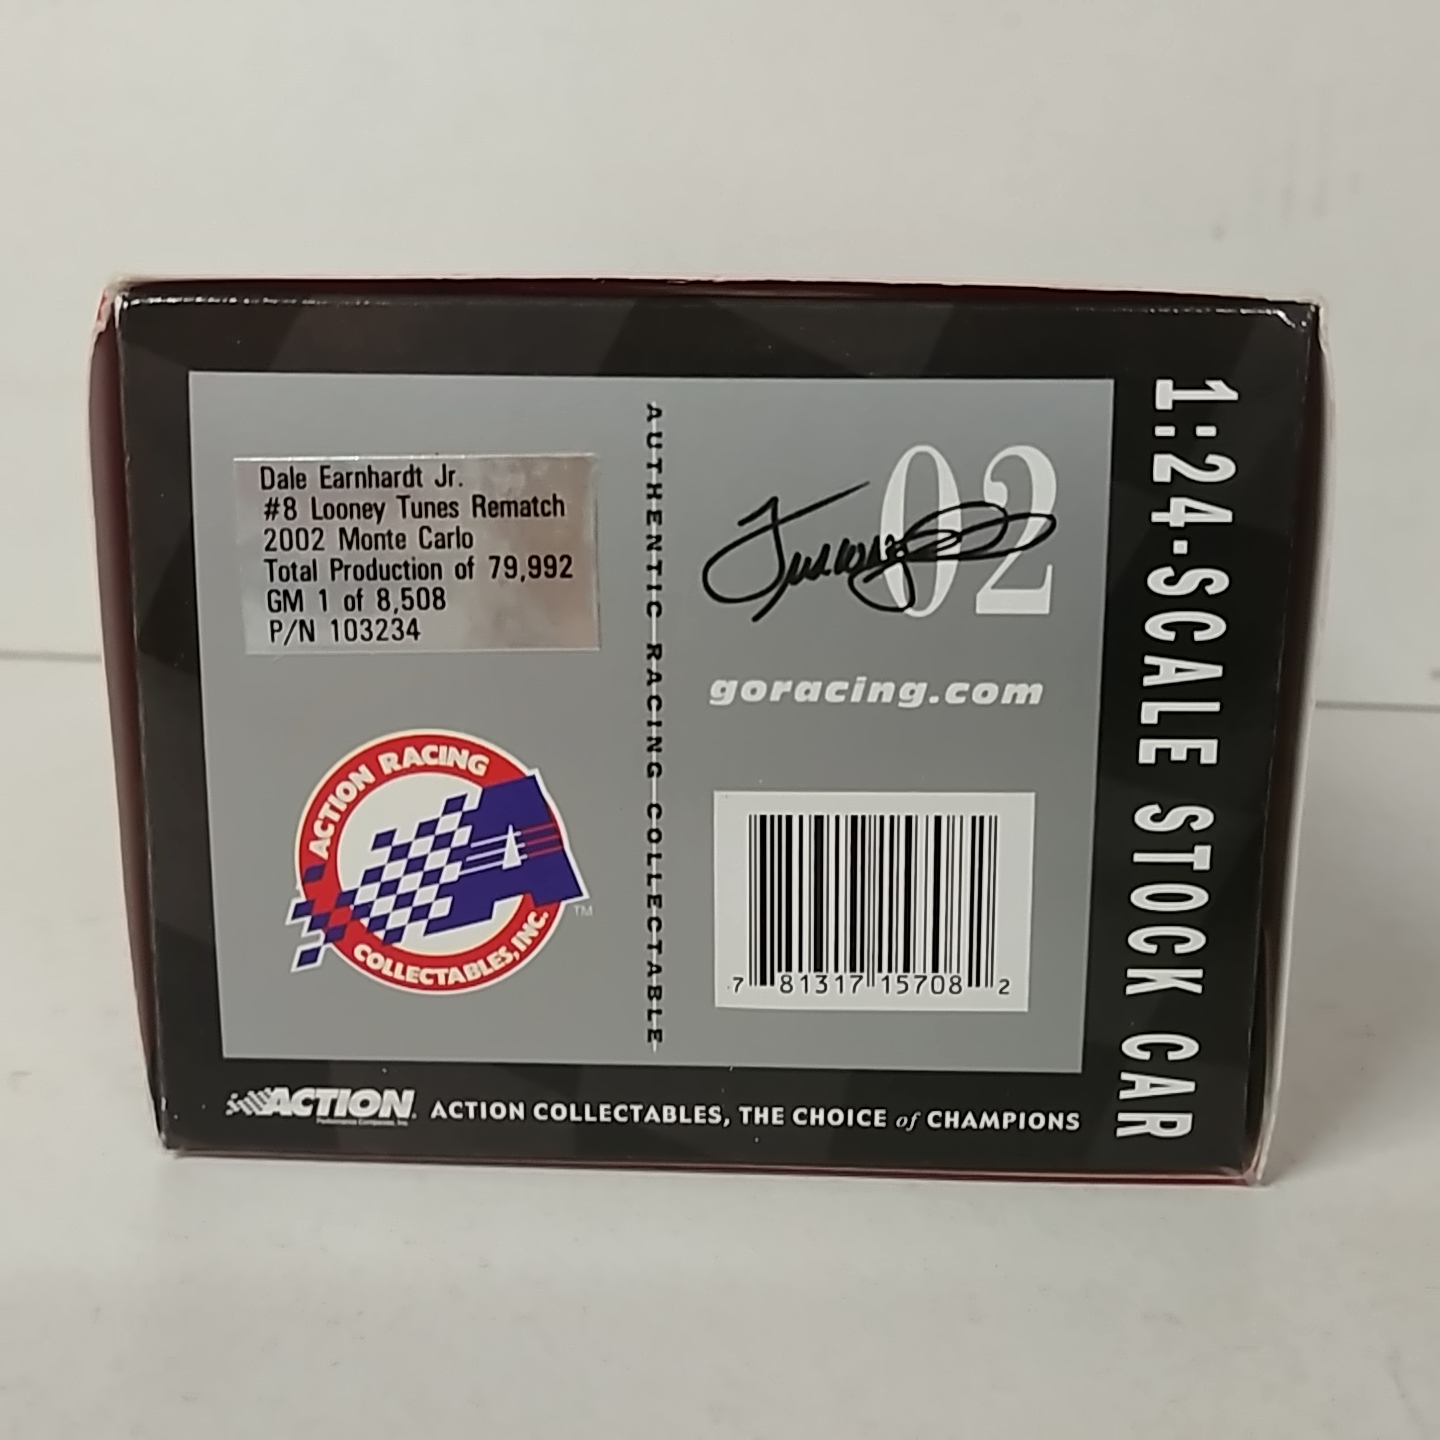 Dale Earnhardt Jr.
#8 Looney Tunes Rematch
2002 Monte Carlo
Total Production of 79,992
GM 1 of 8,508
P/N 103234
ACTION RACING
COLLECTABLES, INC.
TM
AUTHENTIC RACING COLLECTABLE
02
goracing.com
7 81317 15708 2
1:24-SCALE STOCK CAR
ACTION
ACTION COLLECTABLES, THE CHOICE of CHAMPIONS